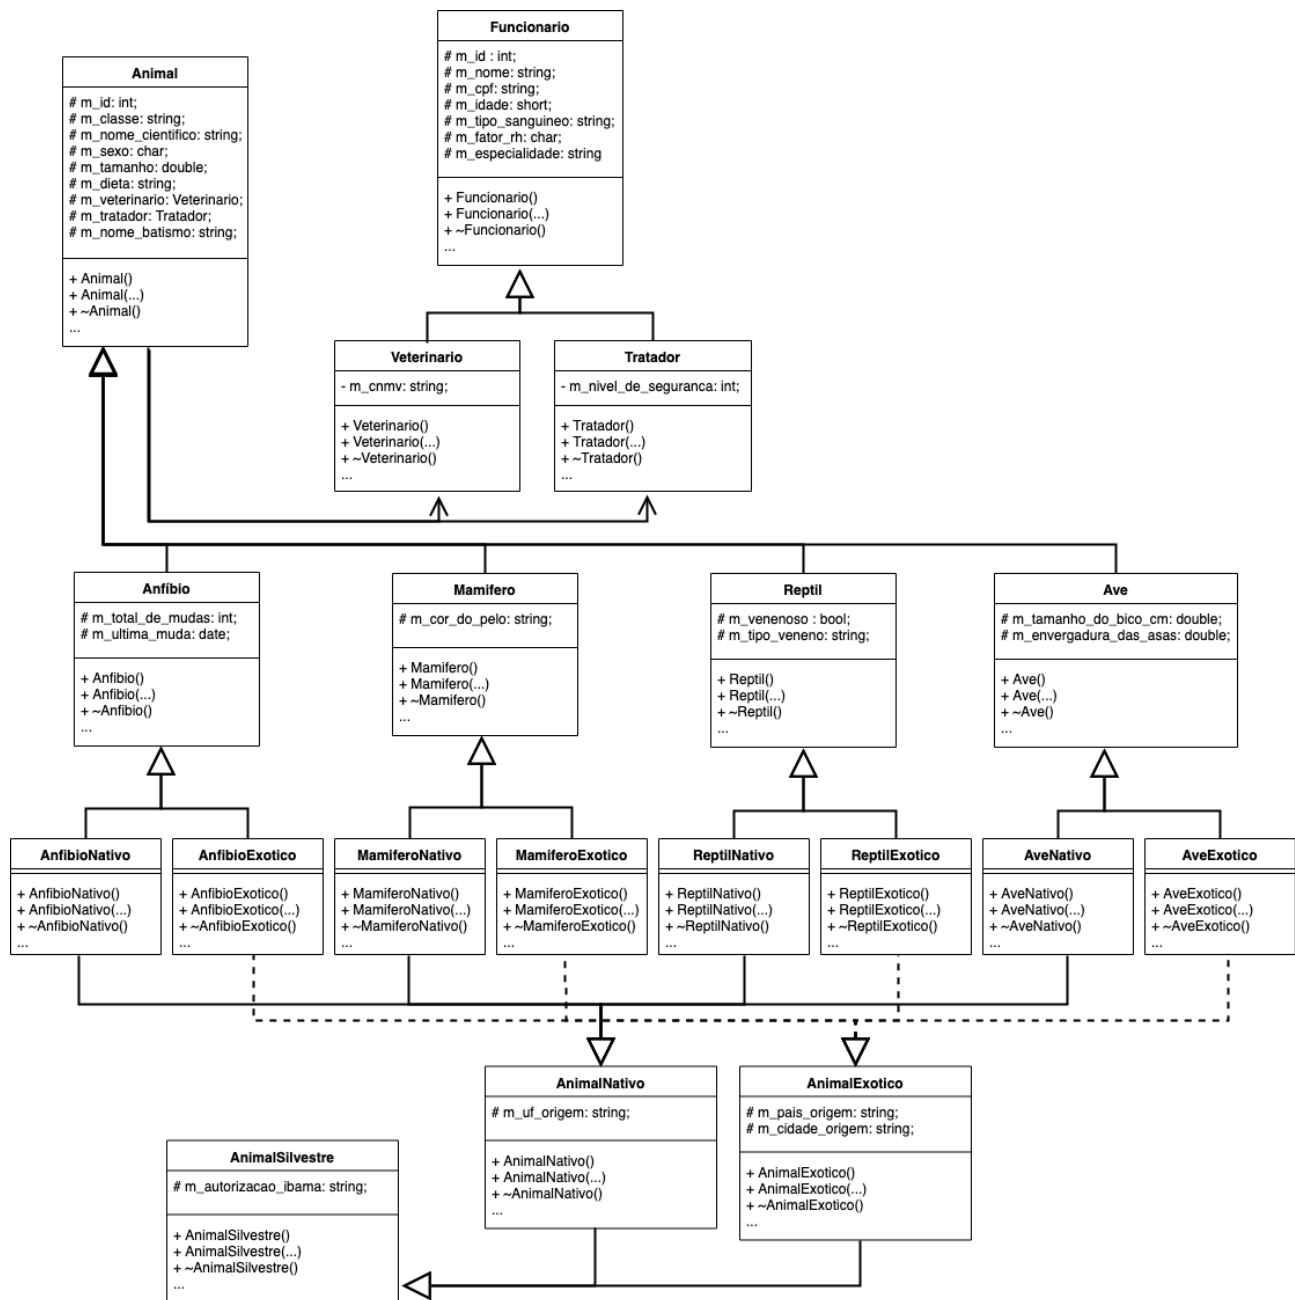 Funcionario
# m_id : int;
# m_nome: string;
# m_cpf: string;
# m_idade: short;
# m_tipo_sanguineo: string;
# m_fator_rh: char;
# m_especialidade: string
+ Funcionario()
+ Funcionario(...)
+ ~Funcionario()
...
Animal
# m_id: int;
# m_classe: string;
# m_nome_cientifico: string;
# m_sexo: char;
# m_tamanho: double;
# m_dieta: string;
# m_veterinario: Veterinario;
# m_tratador: Tratador;
# m_nome_batismo: string;
+ Animal()
+ Animal(...)
+ ~Animal()
...
Veterinario
- m_cnmv: string;
+ Veterinario()
+ Veterinario(...)
+ ~Veterinario()
...
Tratador
- m_nivel_de_seguranca: int;
+ Tratador()
+ Tratador(...)
+ ~Tratador()
...
Anfíbio
# m_total_de_mudas: int;
# m_ultima_muda: date;
+ Anfibio()
+ Anfibio(...)
+ ~Anfibio()
...
Mamifero
# m_cor_do_pelo: string;
+ Mamifero()
+ Mamifero(...)
+ ~Mamifero()
...
Reptil
# m_venenoso : bool;
# m_tipo_veneno: string;
+ Reptil()
+ Reptil(...)
+ ~Reptil()
...
Ave
# m_tamanho_do_bico_cm: double;
# m_envergadura_das_asas: double;
+ Ave()
+ Ave(...)
+ ~Ave()
...
AnfibioNativo
+ AnfibioNativo()
+ AnfibioNativo(...)
+ ~AnfibioNativo()
...
AnfibioExotico
+ AnfibioExotico()
+ AnfibioExotico(...)
+ ~AnfibioExotico()
...
MamiferoNativo
+ MamiferoNativo()
+ MamiferoNativo(...)
+ ~MamiferoNativo()
...
MamiferoExotico
+ MamiferoExotico()
+ MamiferoExotico(...)
+ ~MamiferoExotico()
...
ReptilNativo
+ ReptilNativo()
+ ReptilNativo(...)
+ ~ReptilNativo()
...
ReptilExotico
+ ReptilExotico()
+ ReptilExotico(...)
+ ~ReptilExotico()
...
AveNativo
+ AveNativo()
+ AveNativo(...)
+ ~AveNativo()
...
AveExotico
+ AveExotico()
+ AveExotico(...)
+ ~AveExotico()
...
AnimalNativo
# m_uf_origem: string;
+ AnimalNativo()
+ AnimalNativo(...)
+ ~AnimalNativo()
...
AnimalExotico
# m_pais_origem: string;
# m_cidade_origem: string;
+ AnimalExotico()
+ AnimalExotico(...)
+ ~AnimalExotico()
...
AnimalSilvestre
# m_autorizacao_ibama: string;
+ AnimalSilvestre()
+ AnimalSilvestre(...)
+ ~AnimalSilvestre()
...